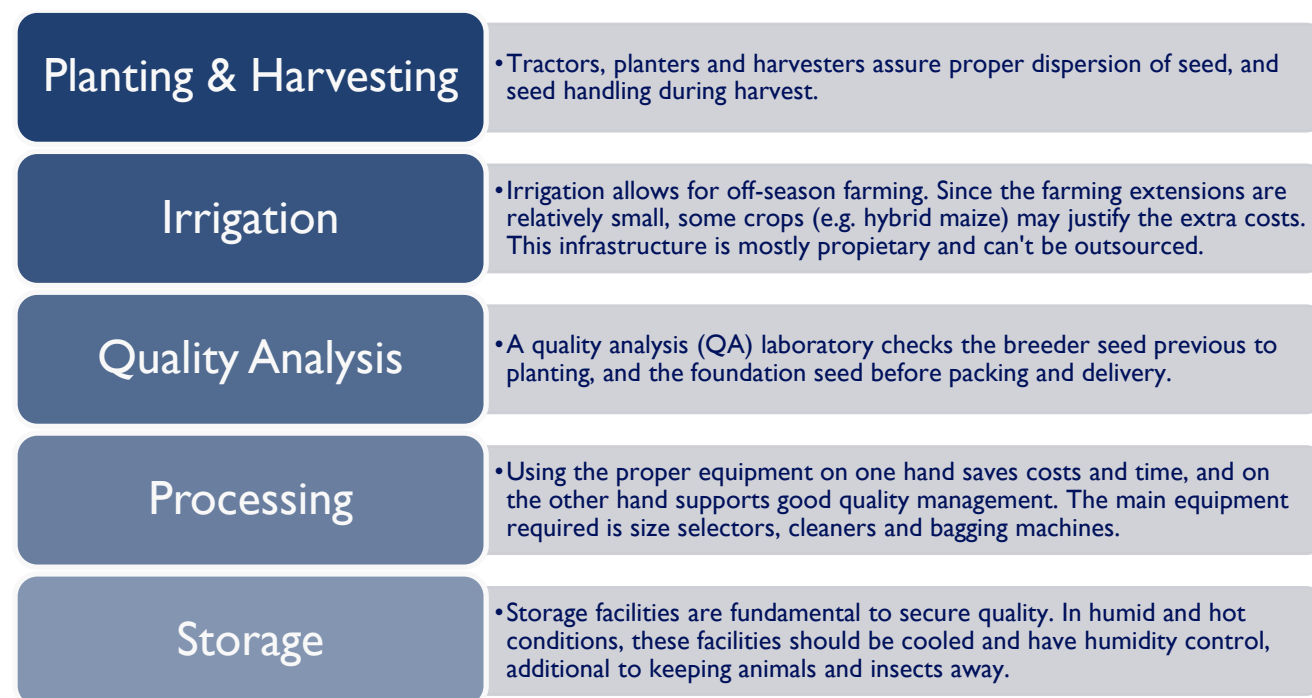 Planting & Harvesting
•Tractors, planters and harvesters assure proper dispersion of seed, and
seed handling during harvest.
Irrigation
•Irrigation allows for off-season farming. Since the farming extensions are
relatively small, some crops (e.g. hybrid maize) may justify the extra costs.
This infrastructure is mostly propietary and can't be outsourced.
Quality Analysis
•A quality analysis (QA) laboratory checks the breeder seed previous to
planting, and the foundation seed before packing and delivery.
Processing
•Using the proper equipment on one hand saves costs and time, and on
the other hand supports good quality management. The main equipment
required is size selectors, cleaners and bagging machines.
Storage
•Storage facilities are fundamental to secure quality. In humid and hot
conditions, these facilities should be cooled and have humidity control,
additional to keeping animals and insects away.